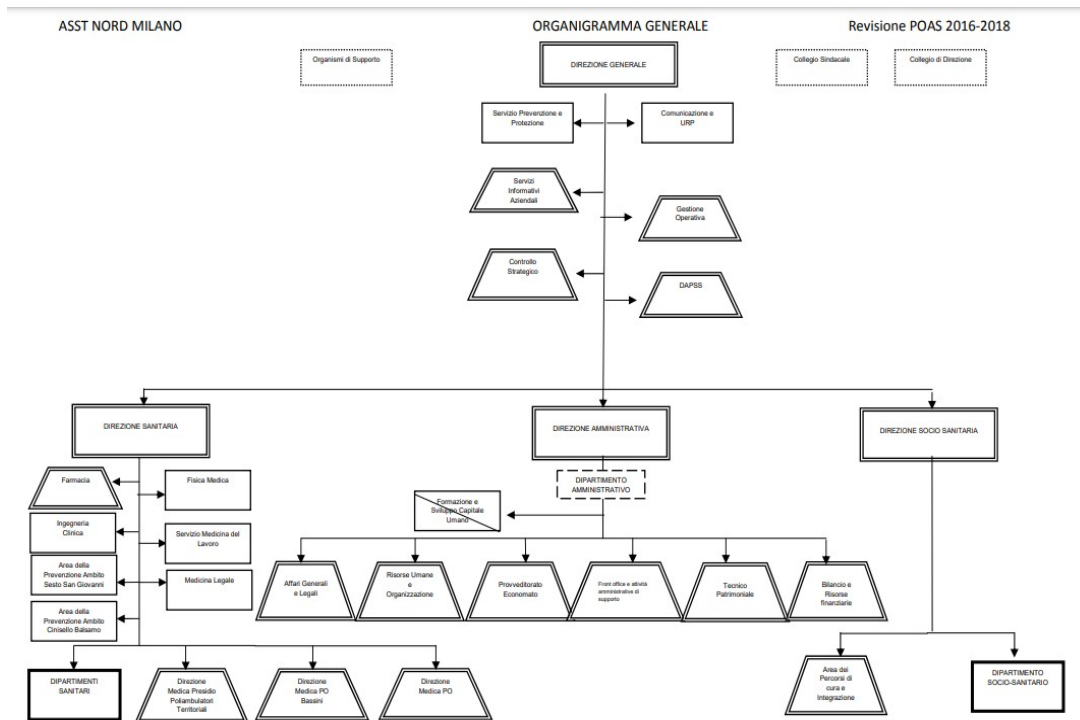 ASST NORD MILANO
ORGANIGRAMMA GENERALE
Revisione POAS 2016-2018
Organismi di Supporto
DIREZIONE GENERALE
Collegio Sindacale
Collegio di Direzione
Servizio Prevenzione e
Protezione
Comunicazione e
URP
Servizi
Informativi
Aziendali
Gestione
Operativa
Controllo
Strategico
DAPSS
DIREZIONE SANITARIA
DIREZIONE AMMINISTRATIVA
DIREZIONE SOCIO SANITARIA
Farmacia
Fisica Medica
Ingegneria
Clinica
Servizio Medicina del
Lavoro
Area della
Prevenzione Ambito
Sesto San Giovanni
Medicina Legale
Area della
Prevenzione Ambito
Cinisello Balsamo
DIPARTIMENTO
AMMINISTRATIVO
Formazione e
Sviluppo Capitale
Umano
Affari Generali
e Legali
Risorse Umane
e
Organizzazione
Provveditorato
Economato
Front office e attività
amministrative di
supporto
Tecnico
Patrimoniale
Bilancio e
Risorse
finanziarie
DIPARTIMENTI
SANITARI
Direzione
Medica Presidio
Poliambulatori
Territoriali
Direzione
Medica PO
Bassini
Direzione
Medica PO
Area dei
Percorsi di
cura e
Integrazione
DIPARTIMENTO
SOCIO-SANITARIO